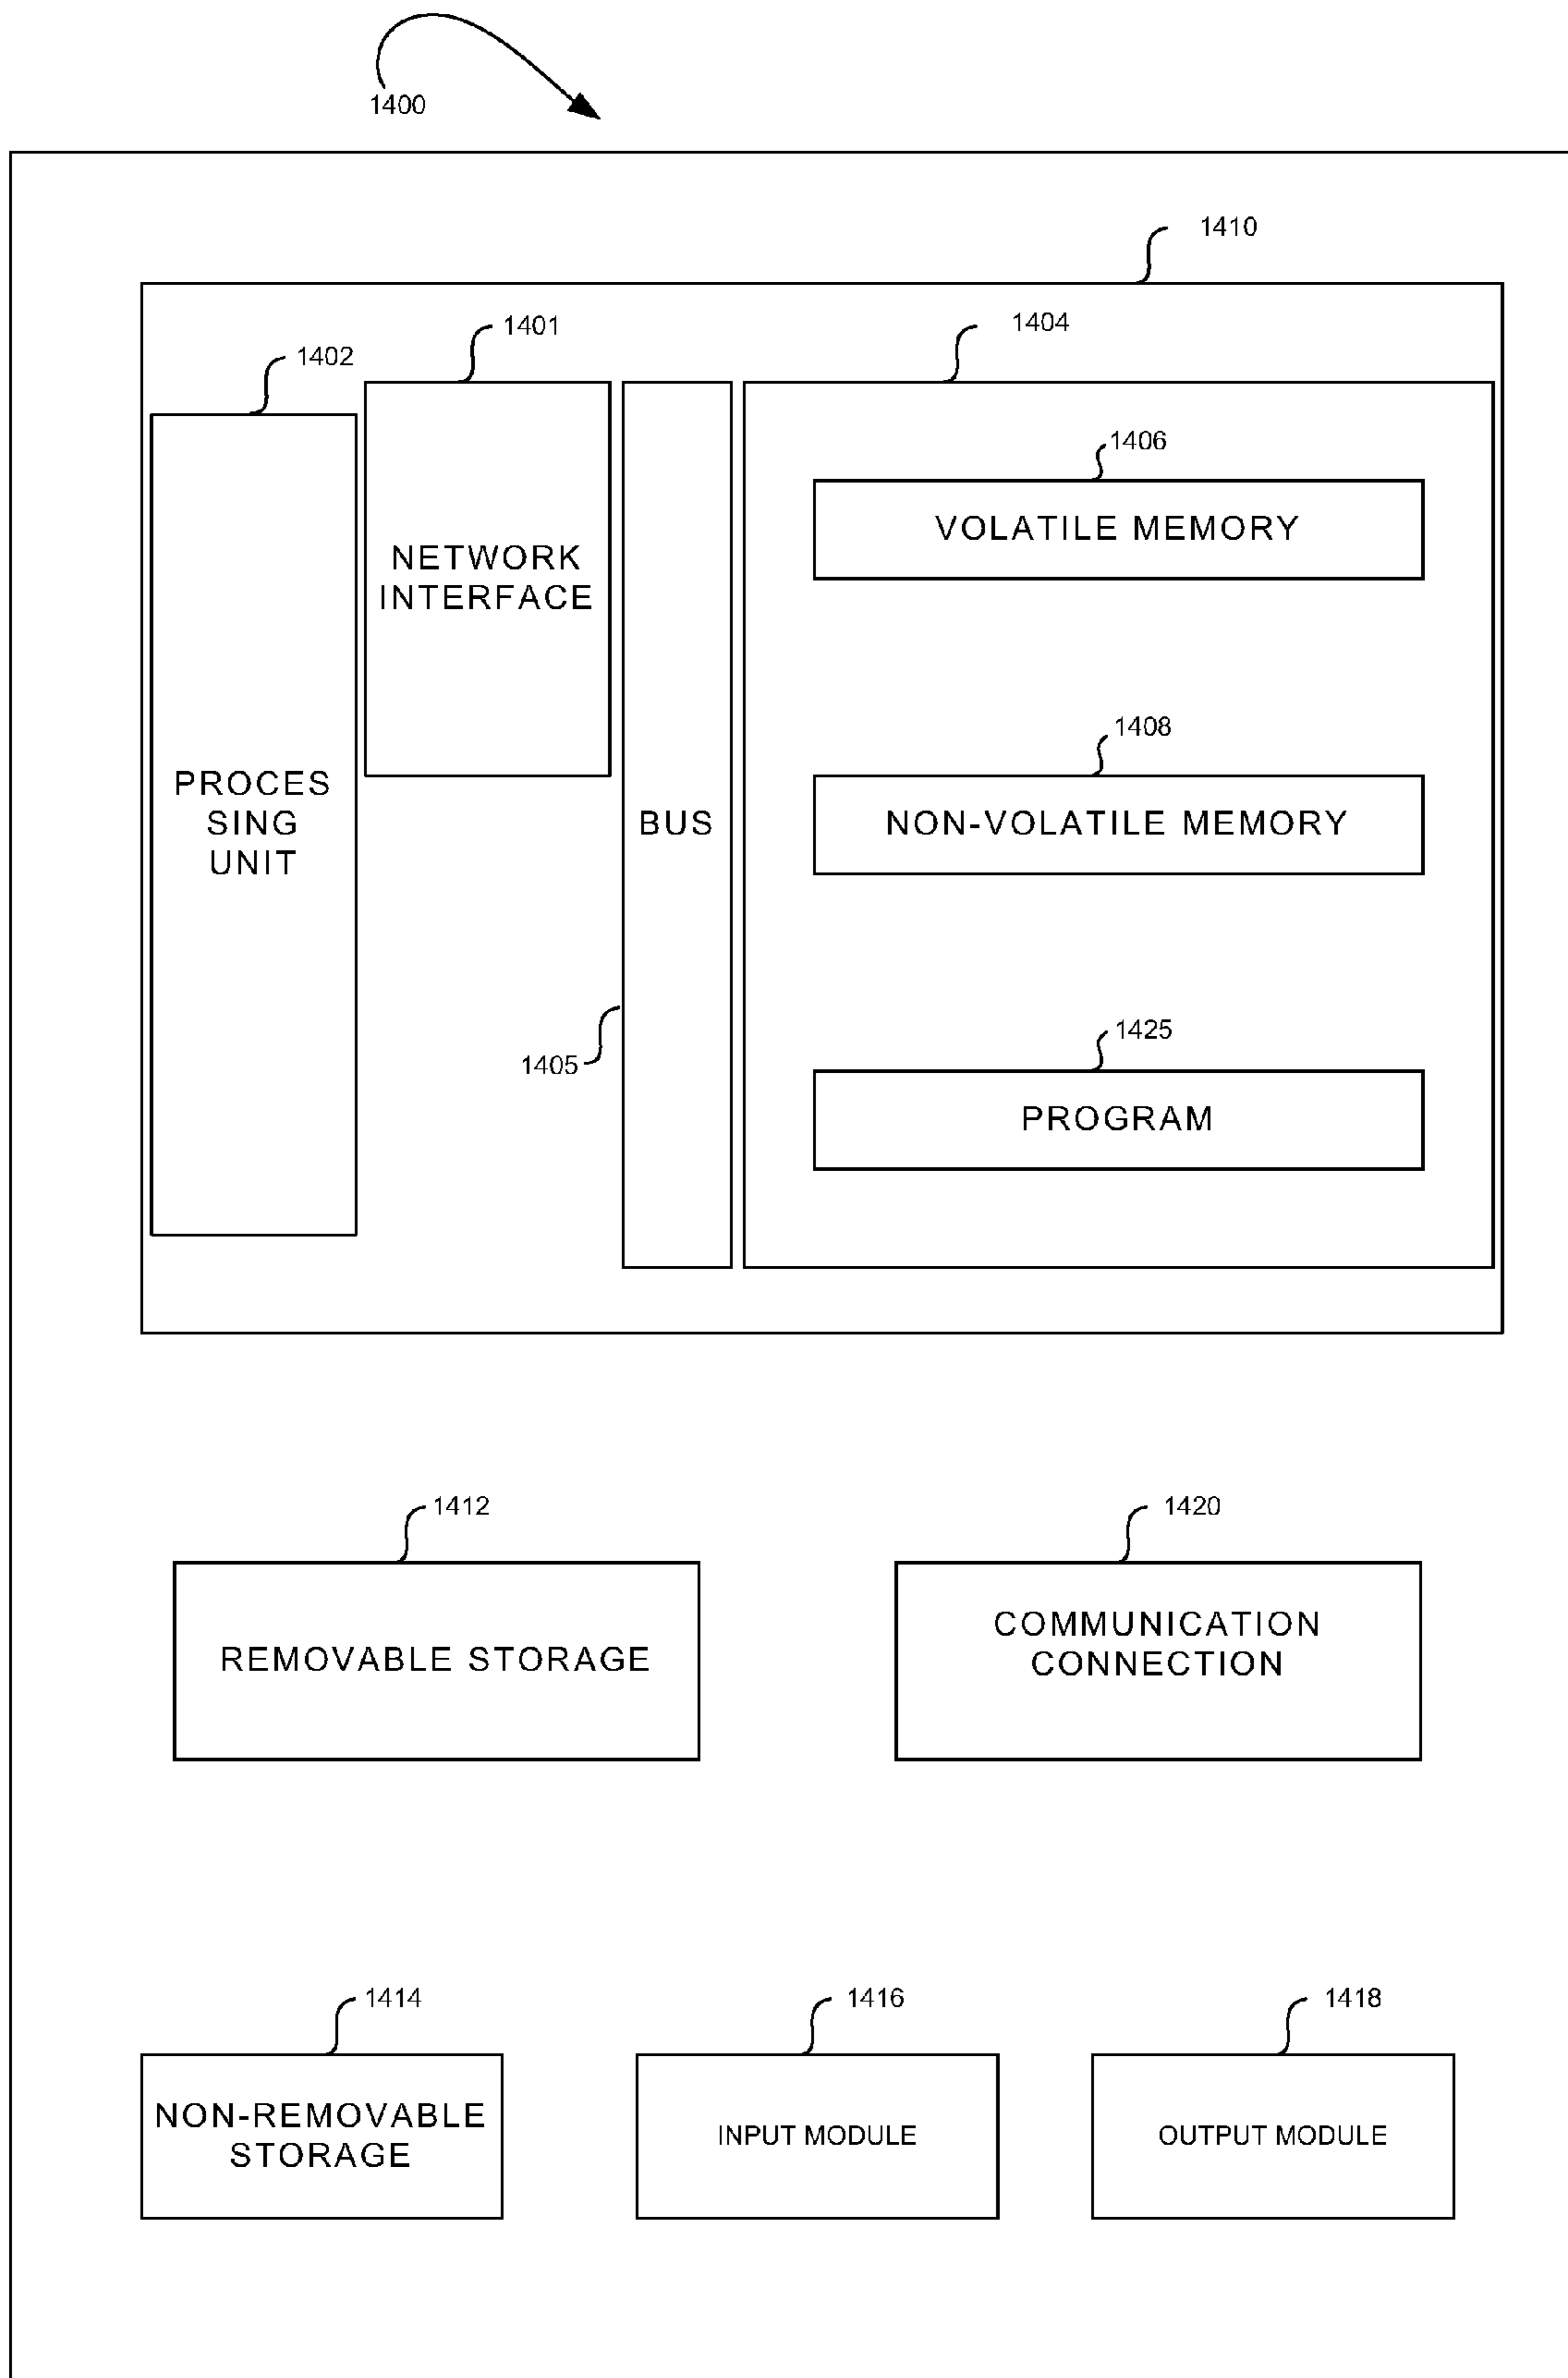 1400
1410
1401
1404
1402
1406
VOLATILE MEMORY
NETWORK
INTERFACE
1408
PROCES
SING
UNIT
BUS
NON-VOLATILE MEMORY
1425
1405
PROGRAM
1412
1420
REMOVABLE STORAGE
COMMUNICATION
CONNECTION
1414
1416
1418
NON-REMOVABLE
STORAGE
INPUT MODULE
OUTPUT MODULE